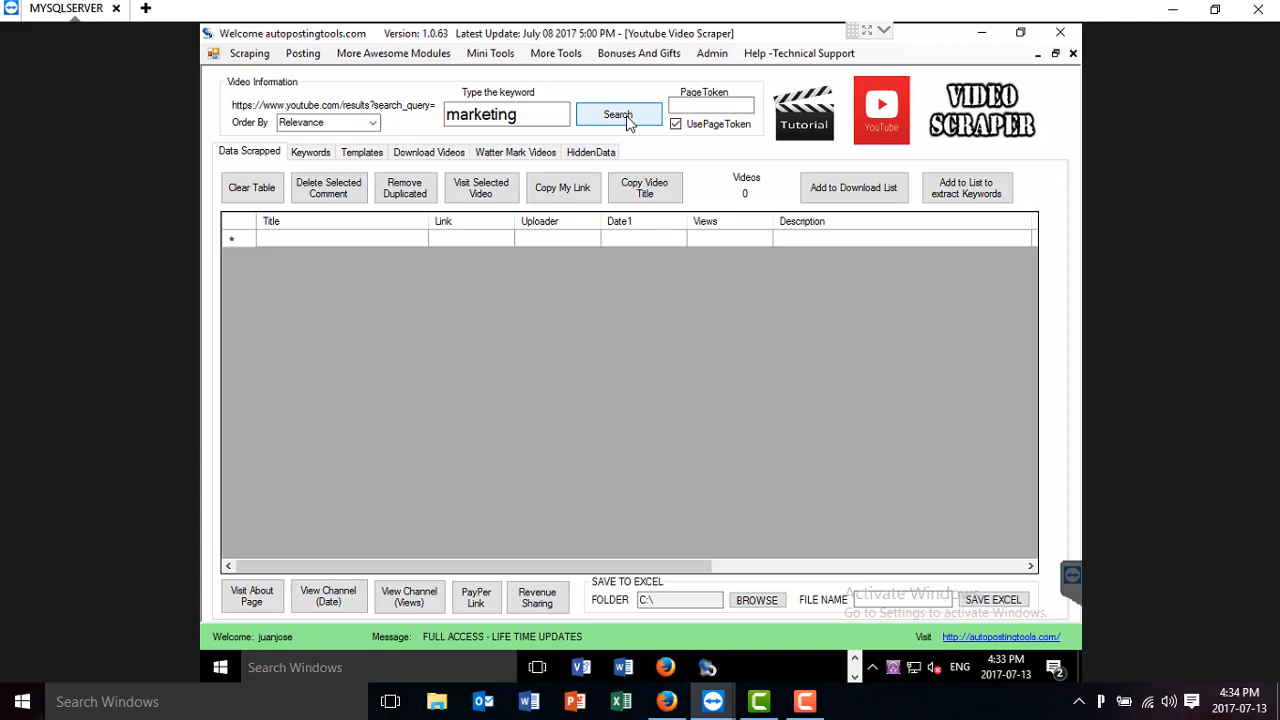 MYSQLSERVER
Welcome autopostingtools.com Version: 1.0.63 Latest Update: July 08 2017 5:00 PM - [Youtube Video Scraper]
Scraping Posting More Awesome Modules Mini Tools More Tools Bonuses And Gifts Admin Help -Technical Support
Video Information
Type the keyword
PageToken
https://www.youtube.com/results?search_query=
marketing
Search
Order By Relevance
UsePageToken
Tutorial
YouTube
VIDEO
SCRAPER
Data Scrapped Keywords Templates Download Videos Watter Mark Videos HiddenData
Clear Table
Delete Selected
Comment
Remove
Duplicated
Visit Selected
Video
Copy My Link
Copy Video
Title
Videos
0
Add to Download List
Add to List to
extract Keywords
Title Link Uploader Date1 Views Description
*
Visit About
Page
View Channel
(Date)
View Channel
(Views)
PayPer
Link
Revenue
Sharing
SAVE TO EXCEL
FOLDER C:\ BROWSE FILE NAME SAVE EXCEL
Activate Windows
Go to Settings to activate Windows.
Welcome: juanjose Message: FULL ACCESS - LIFE TIME UPDATES Visit http://autopostingtools.com/
Search Windows
ENG
4:33 PM
2017-07-13
2
Search Windows
4:34 PM
2017-07-13